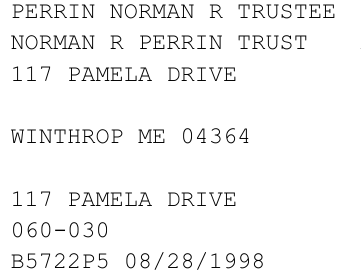 PERRIN NORMAN R TRUSTEE
NORMAN R PERRIN TRUST
117 PAMELA DRIVE
WINTHROP ME 04364
117 PAMELA DRIVE
060-030
B5722P5 08/28/1998